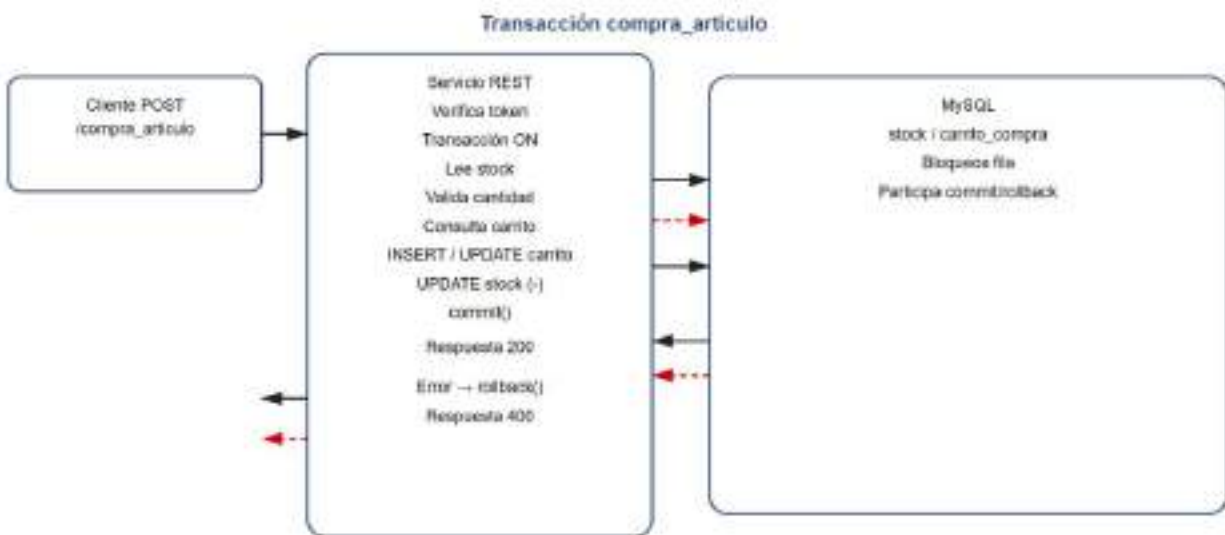 Transacción compra_articulo
Cliente POST
/compra_articulo
Servicio REST
Verifica token
Transacción ON
Lee stock
Valida cantidad
Consulta carrito
INSERT / UPDATE carrito
UPDATE stock (-)
commit()
Respuesta 200
Error → rollback()
Respuesta 400
MySQL
stock / carrito_compra
Bloqueos fila
Participa commit/rollback